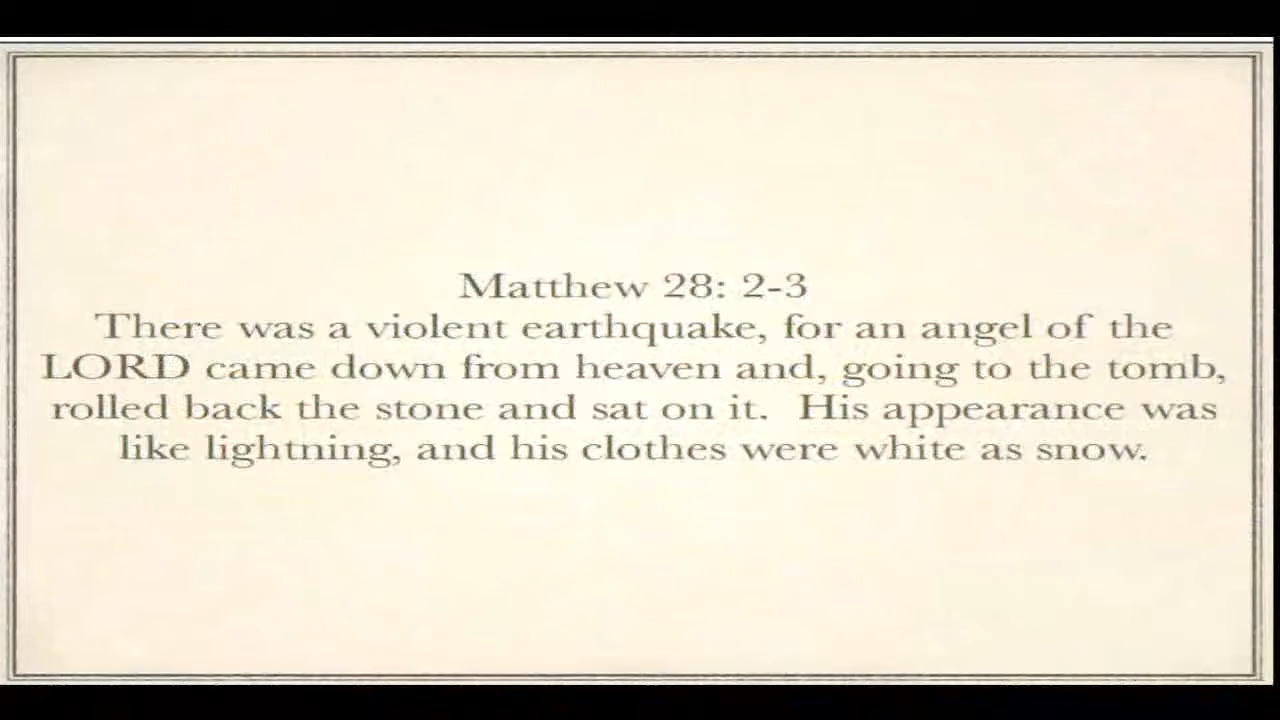 Matthew 28: 2-3
There was a violent earthquake, for an angel of the
LORD came down from heaven and, going to the tomb,
rolled back the stone and sat on it.  His appearance was
like lightning, and his clothes were white as snow.